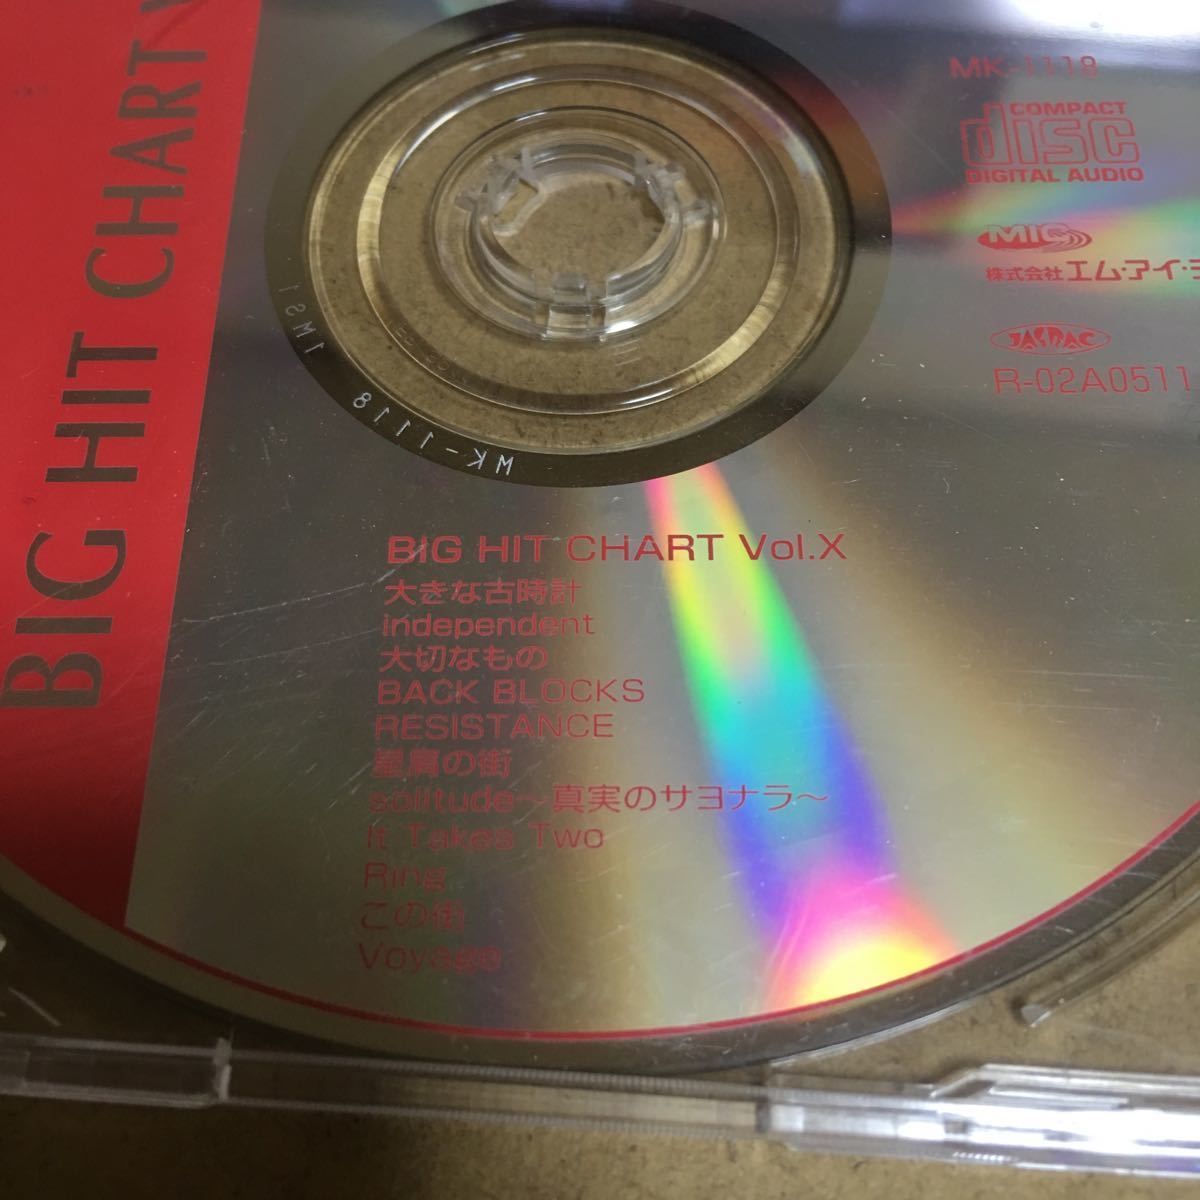 BIG HIT CHART
MK-1118
COMPACT
disc
DIGITAL AUDIO
MIC
株式会社エム・アイ・
JASRAC
R-02A0511
MK-1118 1MS1
BIG HIT CHART Vol.X
大きな古時計
independent
大切なもの
BACK BLOCKS
RESISTANCE
星屑の街
solitude～真実のサヨナラ～
It Takes Two
Ring
この街
Voyage